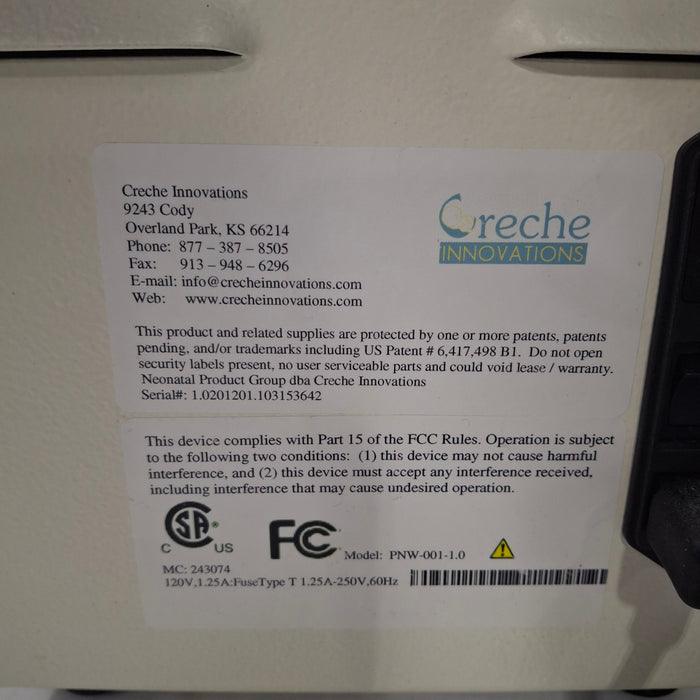 Creche Innovations
9243 Cody
Overland Park, KS 66214
Phone: 877 – 387 – 8505
Fax: 913 – 948 – 6296
E-mail: info@crecheinnovations.com
Web: www.crecheinnovations.com
Creche
INNOVATIONS
This product and related supplies are protected by one or more patents, patents
pending, and/or trademarks including US Patent # 6,417,498 B1. Do not open
security labels present, no user serviceable parts and could void lease / warranty.
Neonatal Product Group dba Creche Innovations
Serial#: 1.0201201.103153642
This device complies with Part 15 of the FCC Rules. Operation is subject
to the following two conditions: (1) this device may not cause harmful
interference, and (2) this device must accept any interference received,
including interference that may cause undesired operation.
CSA
C US
FC Model: PNW-001-1.0
MC: 243074
120V,1.25A:FuseType T 1.25A-250V,60Hz